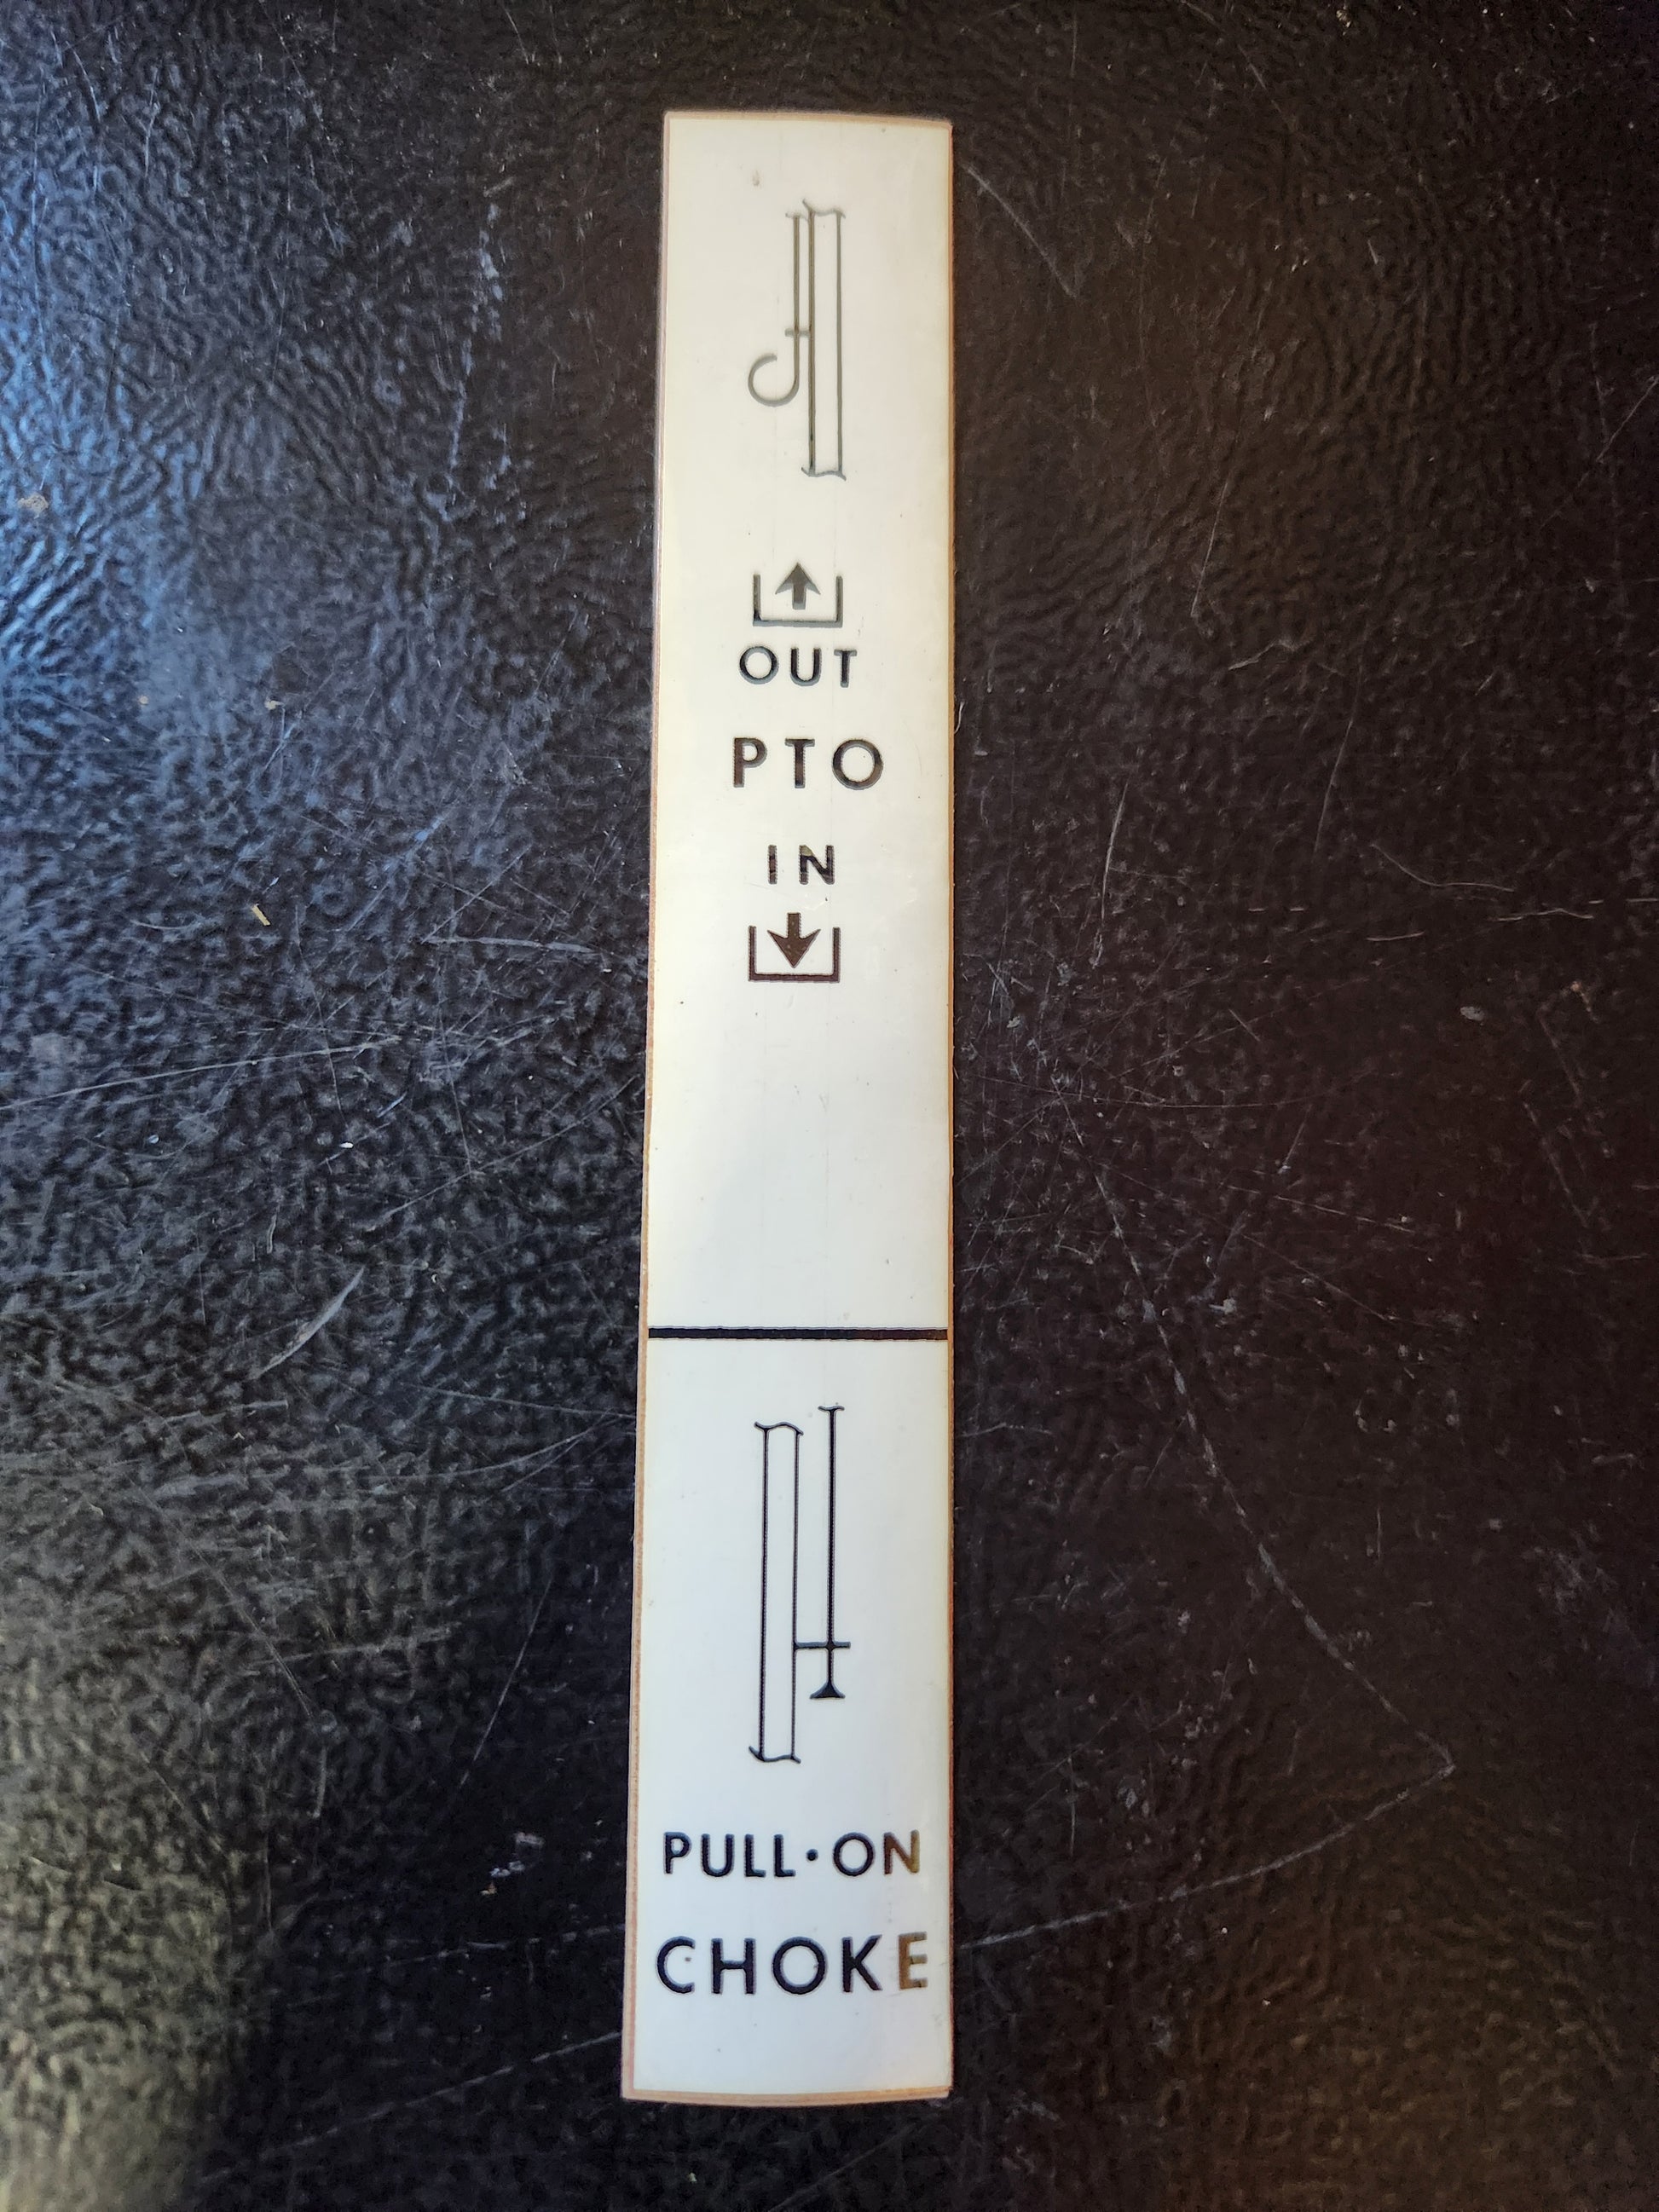 OUT
PTO
IN
PULL·ON
CHOKE